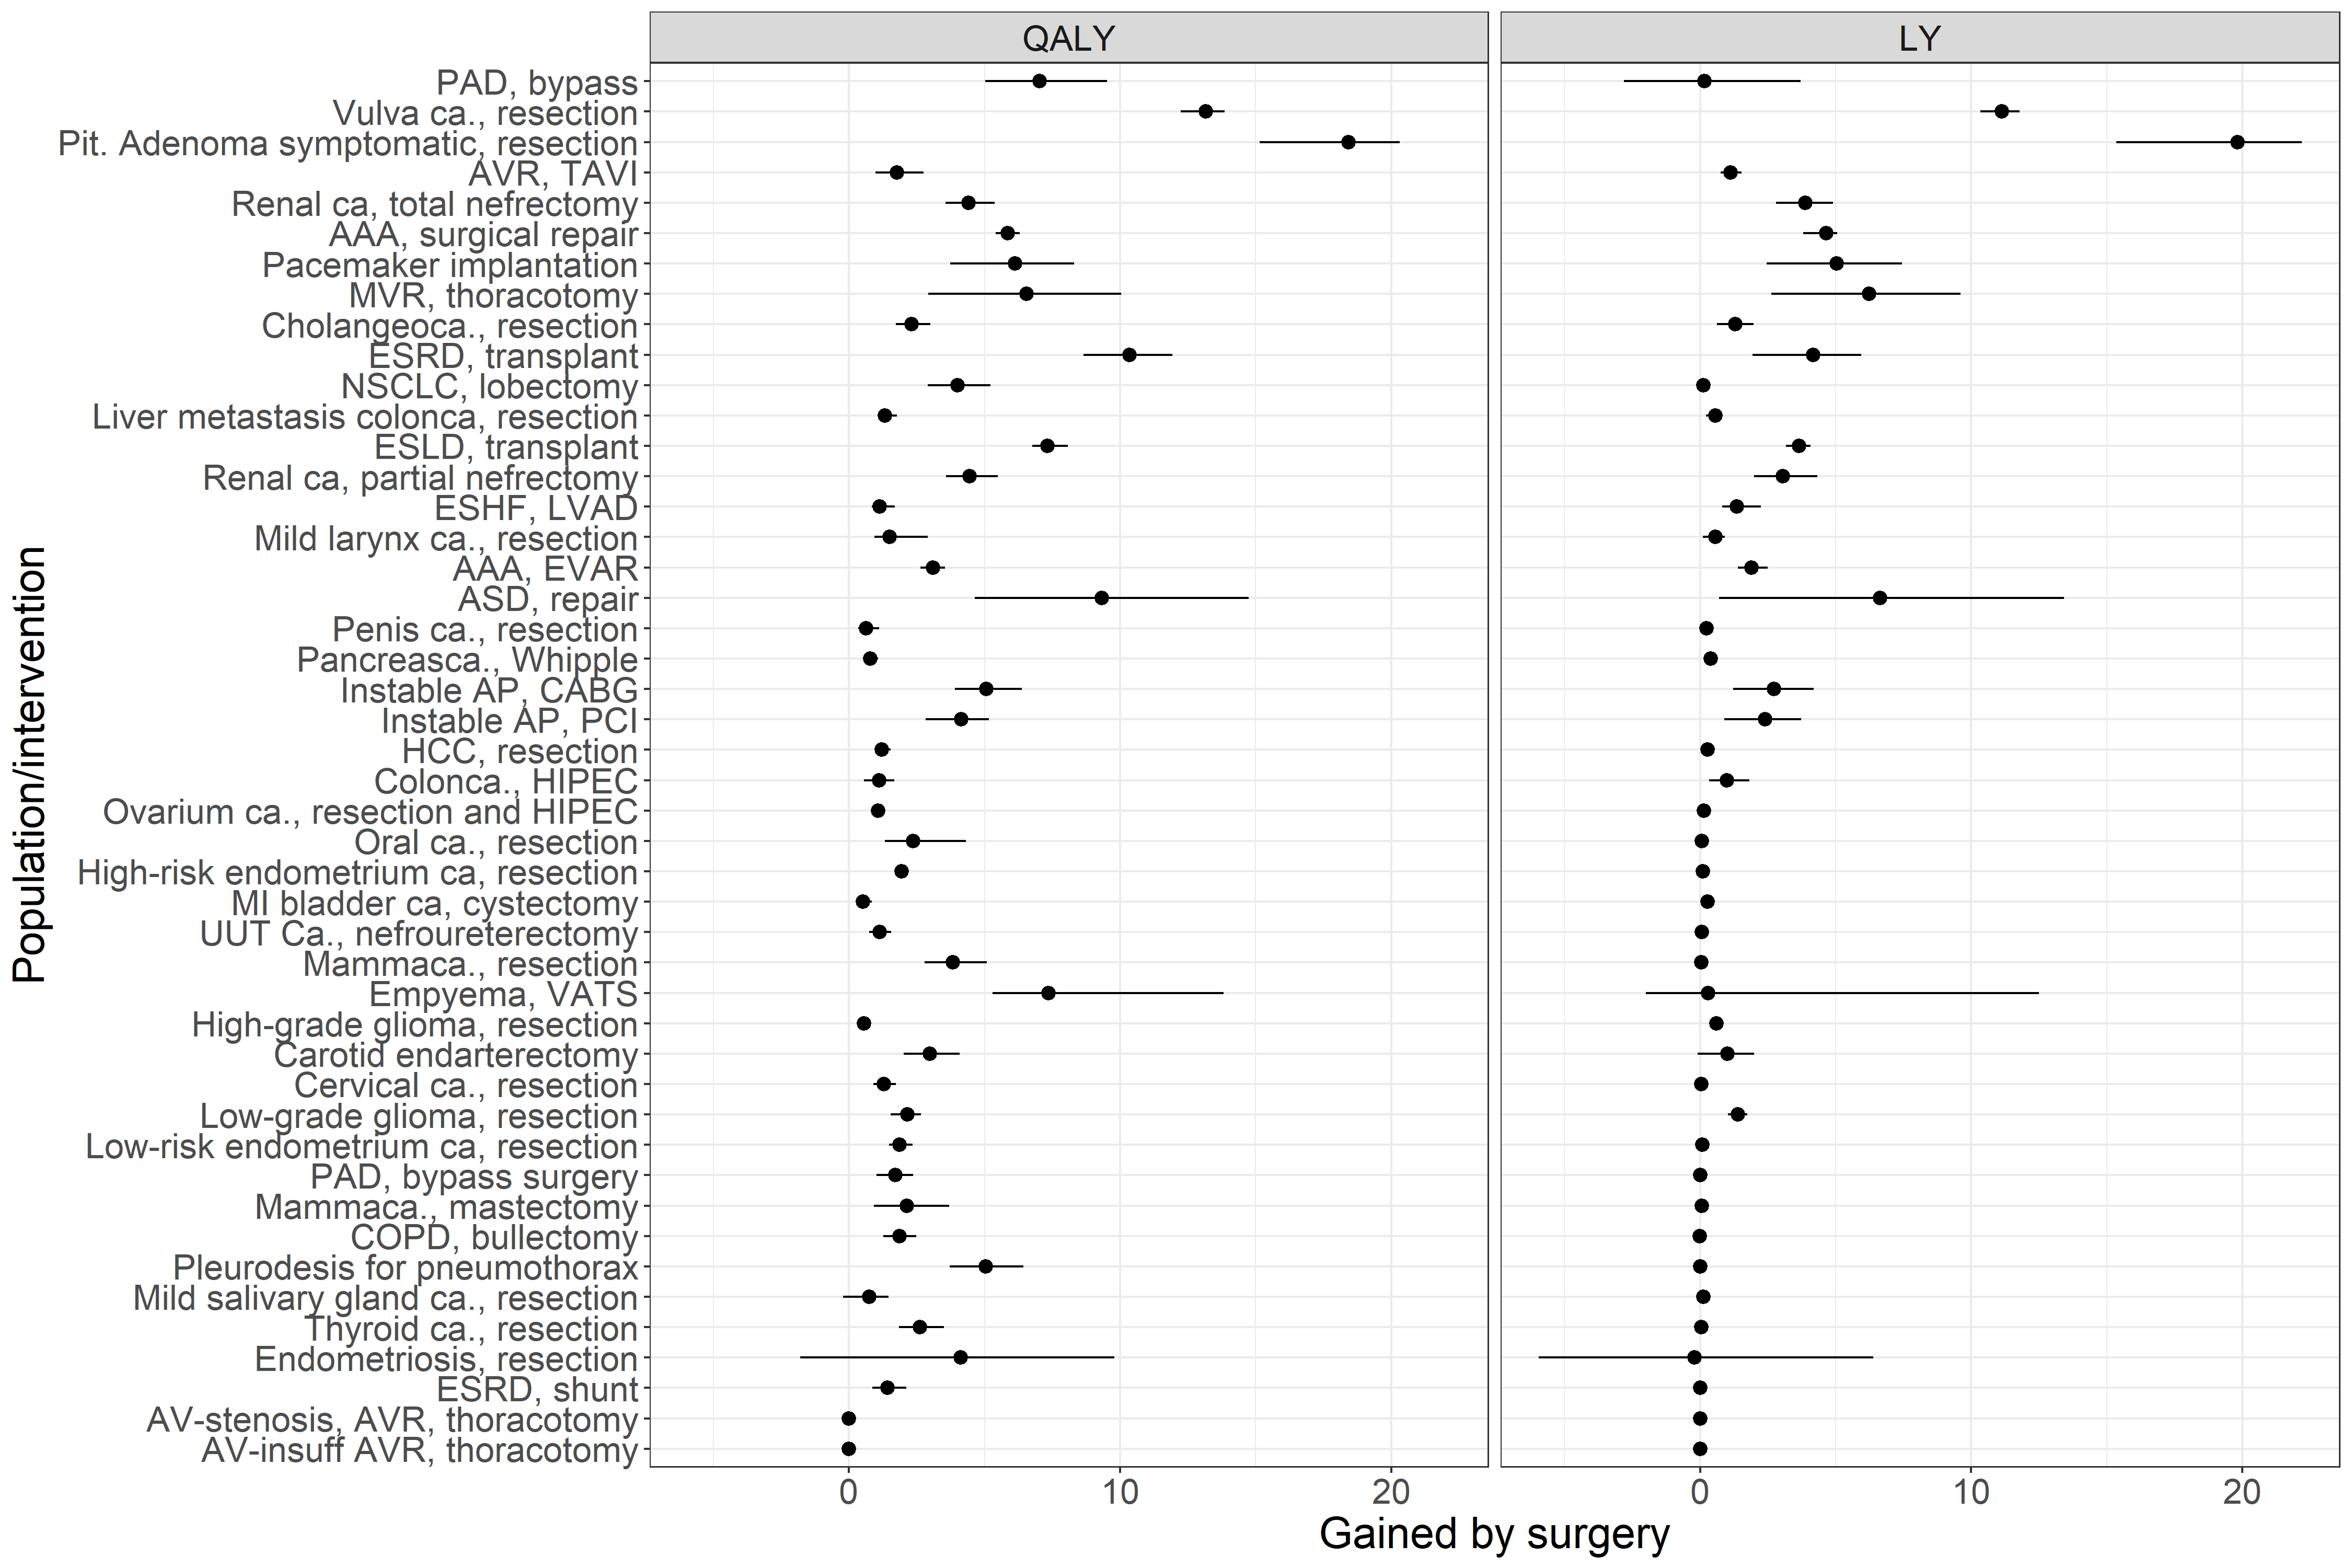 QALY
LY
Population/intervention
PAD, bypass
Vulva ca., resection
Pit. Adenoma symptomatic, resection
AVR, TAVI
Renal ca, total nefrectomy
AAA, surgical repair
Pacemaker implantation
MVR, thoracotomy
Cholangeoca., resection
ESRD, transplant
NSCLC, lobectomy
Liver metastasis colonca, resection
ESLD, transplant
Renal ca, partial nefrectomy
ESHF, LVAD
Mild larynx ca., resection
AAA, EVAR
ASD, repair
Penis ca., resection
Pancreasca., Whipple
Instable AP, CABG
Instable AP, PCI
HCC, resection
Colonca., HIPEC
Ovarium ca., resection and HIPEC
Oral ca., resection
High-risk endometrium ca, resection
MI bladder ca, cystectomy
UUT Ca., nefroureterectomy
Mammaca., resection
Empyema, VATS
High-grade glioma, resection
Carotid endarterectomy
Cervical ca., resection
Low-grade glioma, resection
Low-risk endometrium ca, resection
PAD, bypass surgery
Mammaca., mastectomy
COPD, bullectomy
Pleurodesis for pneumothorax
Mild salivary gland ca., resection
Thyroid ca., resection
Endometriosis, resection
ESRD, shunt
AV-stenosis, AVR, thoracotomy
AV-insuff AVR, thoracotomy
0 10 20 0 10 20
Gained by surgery